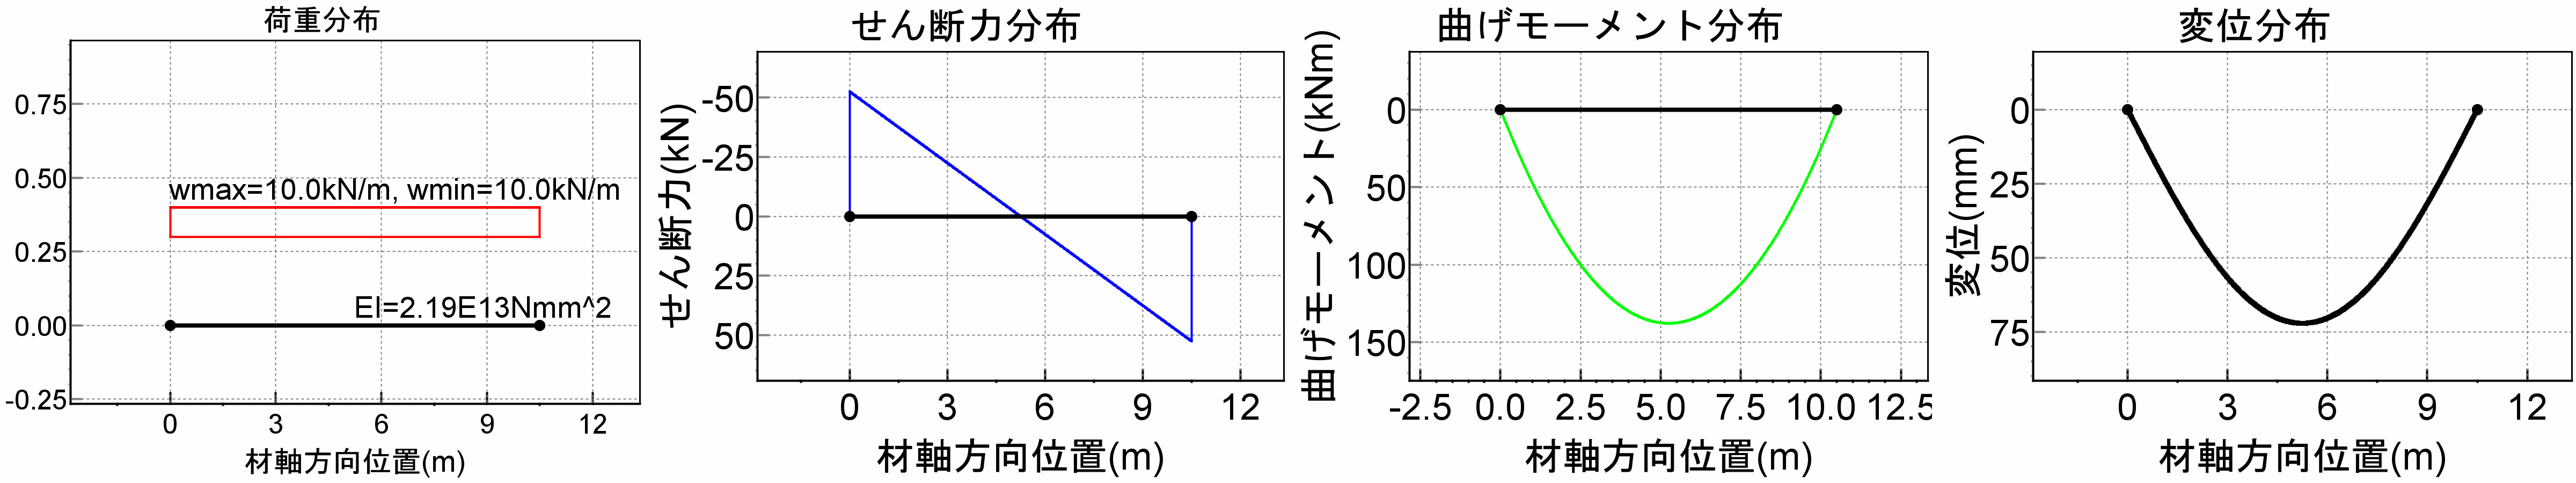 荷重分布
0.75
0.50
0.25
0.00
-0.25
wmax=10.0kN/m, wmin=10.0kN/m
EI=2.19E13Nmm^2
0 3 6 9 12
材軸方向位置(m)
せん断力分布
せん断力(kN)
-50
-25
0
25
50
0 3 6 9 12
材軸方向位置(m)
曲げモーメント分布
曲げモーメント(kNm)
0
50
100
150
-2.5 0.0 2.5 5.0 7.5 10.0 12.5
材軸方向位置(m)
変位分布
変位(mm)
0
25
50
75
0 3 6 9 12
材軸方向位置(m)